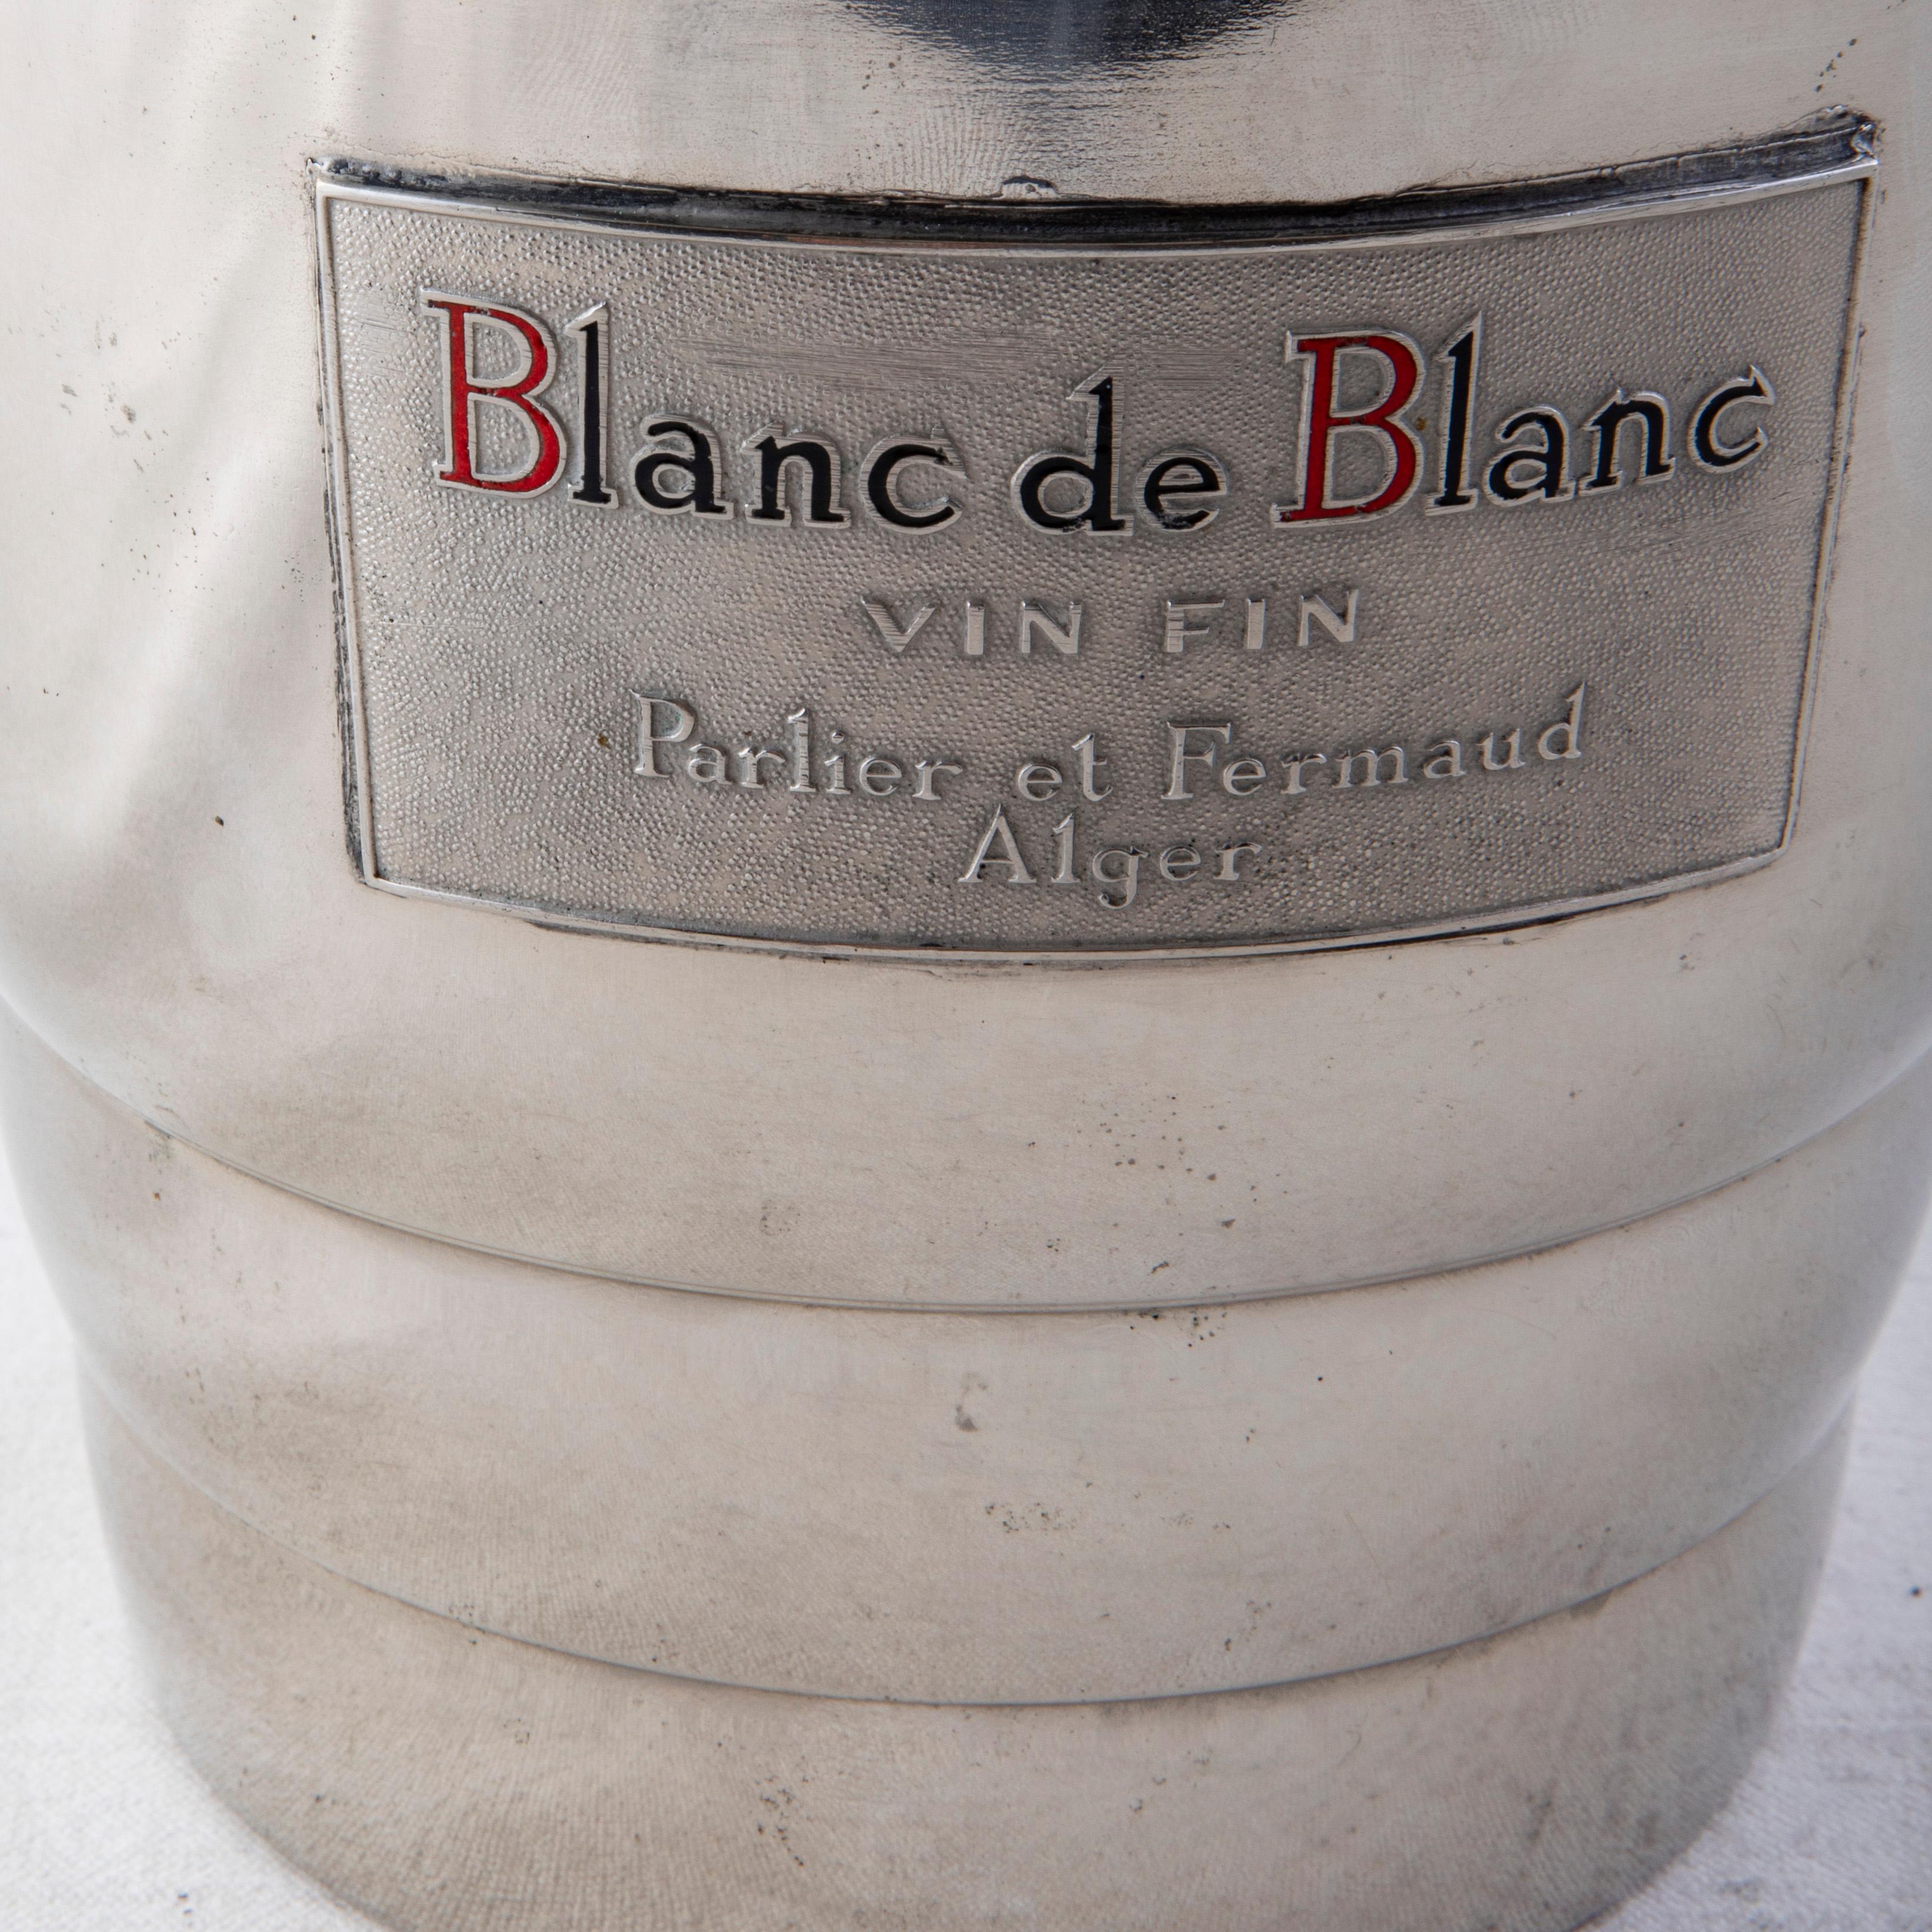 Blanc de Blanc
VIN FIN
Parlier et Fermaud
Alger